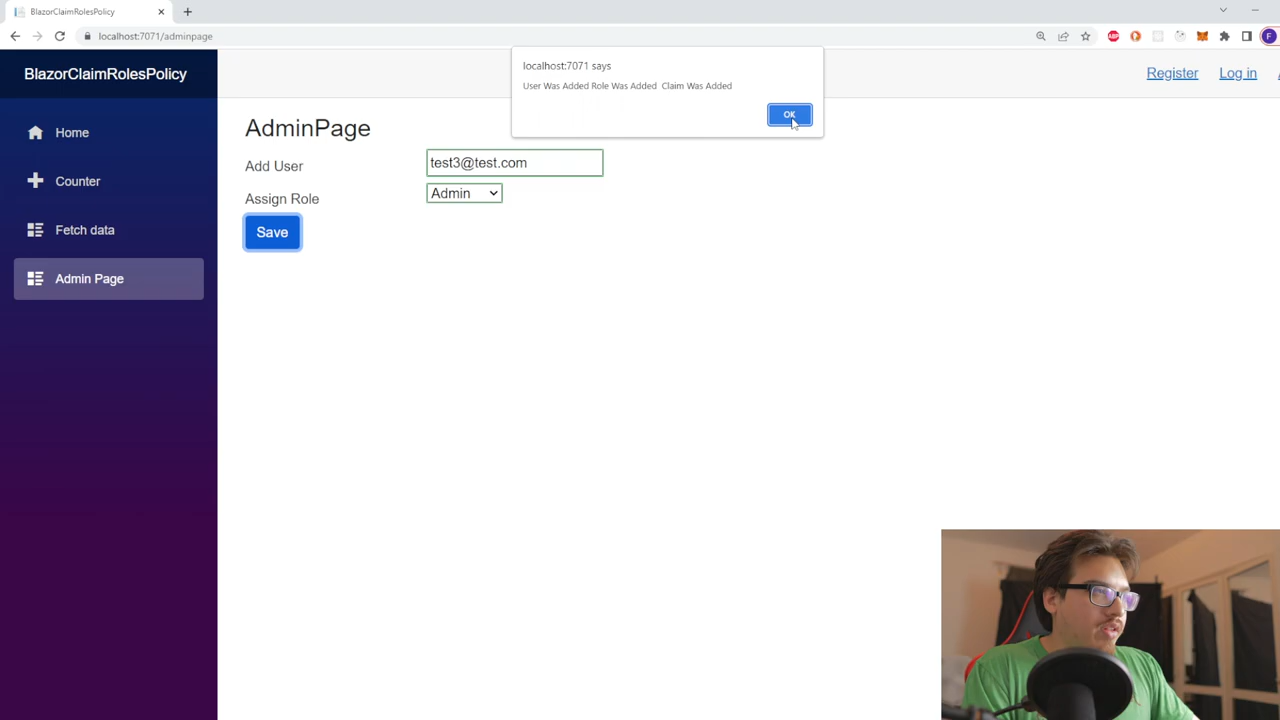 BlazorClaimRolesPolicy
localhost:7071/adminpage
ABP
F
BlazorClaimRolesPolicy
Register
Log in
localhost:7071 says
User Was Added Role Was Added Claim Was Added
OK
Home
Counter
Fetch data
Admin Page
AdminPage
Add User
test3@test.com
Assign Role
Admin
Save